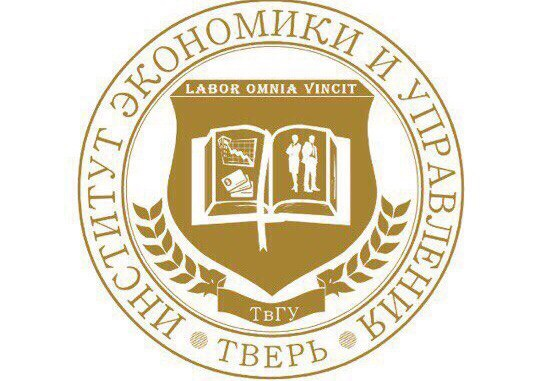 ИНСТИТУТ ЭКОНОМИКИ И УПРАВЛЕНИЯ
LABOR OMNIA VINCIT
ТвГУ
ТВЕРЬ